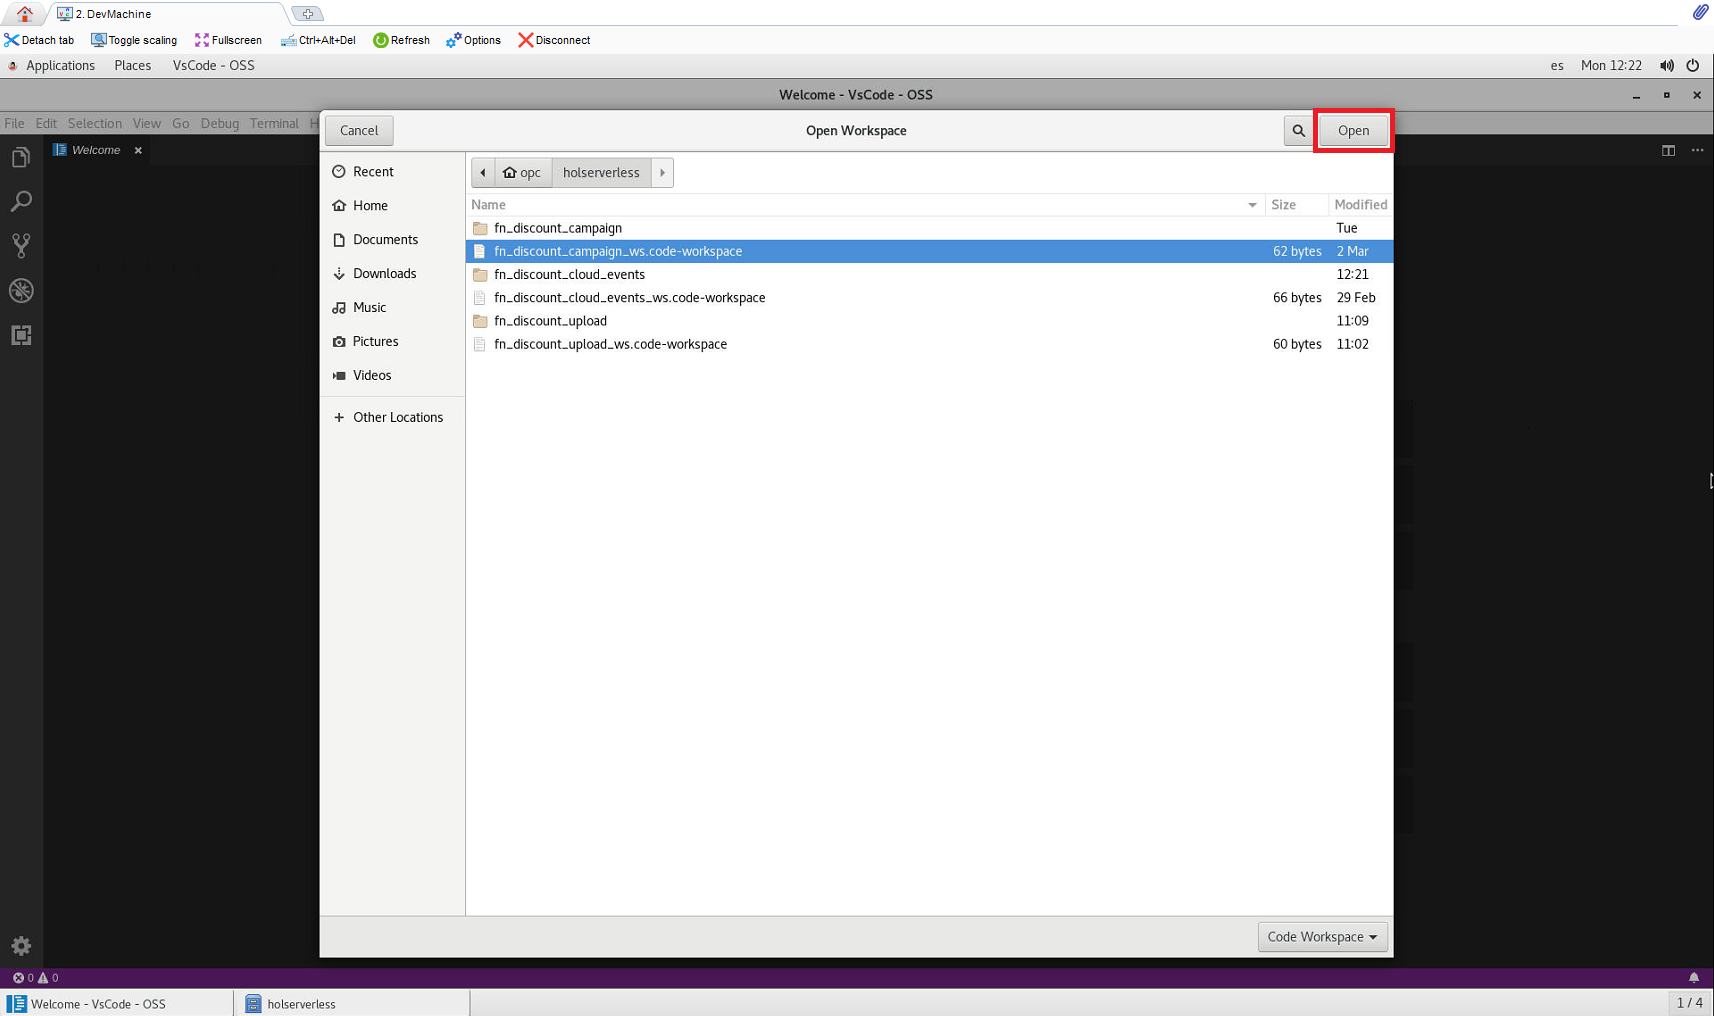 2. DevMachine
Detach tab Toggle scaling Fullscreen Ctrl+Alt+Del Refresh Options Disconnect
Applications Places VsCode - OSS es Mon 12:22
Welcome - VsCode - OSS
File Edit Selection View Go Debug Terminal H
Cancel Open Workspace Open
Welcome
Recent
Home
Documents
Downloads
Music
Pictures
Videos
Other Locations
opc holserverless
Name Size Modified
fn_discount_campaign Tue
fn_discount_campaign_ws.code-workspace 62 bytes 2 Mar
fn_discount_cloud_events 12:21
fn_discount_cloud_events_ws.code-workspace 66 bytes 29 Feb
fn_discount_upload 11:09
fn_discount_upload_ws.code-workspace 60 bytes 11:02
Code Workspace
0 0
Welcome - VsCode - OSS holserverless 1 / 4